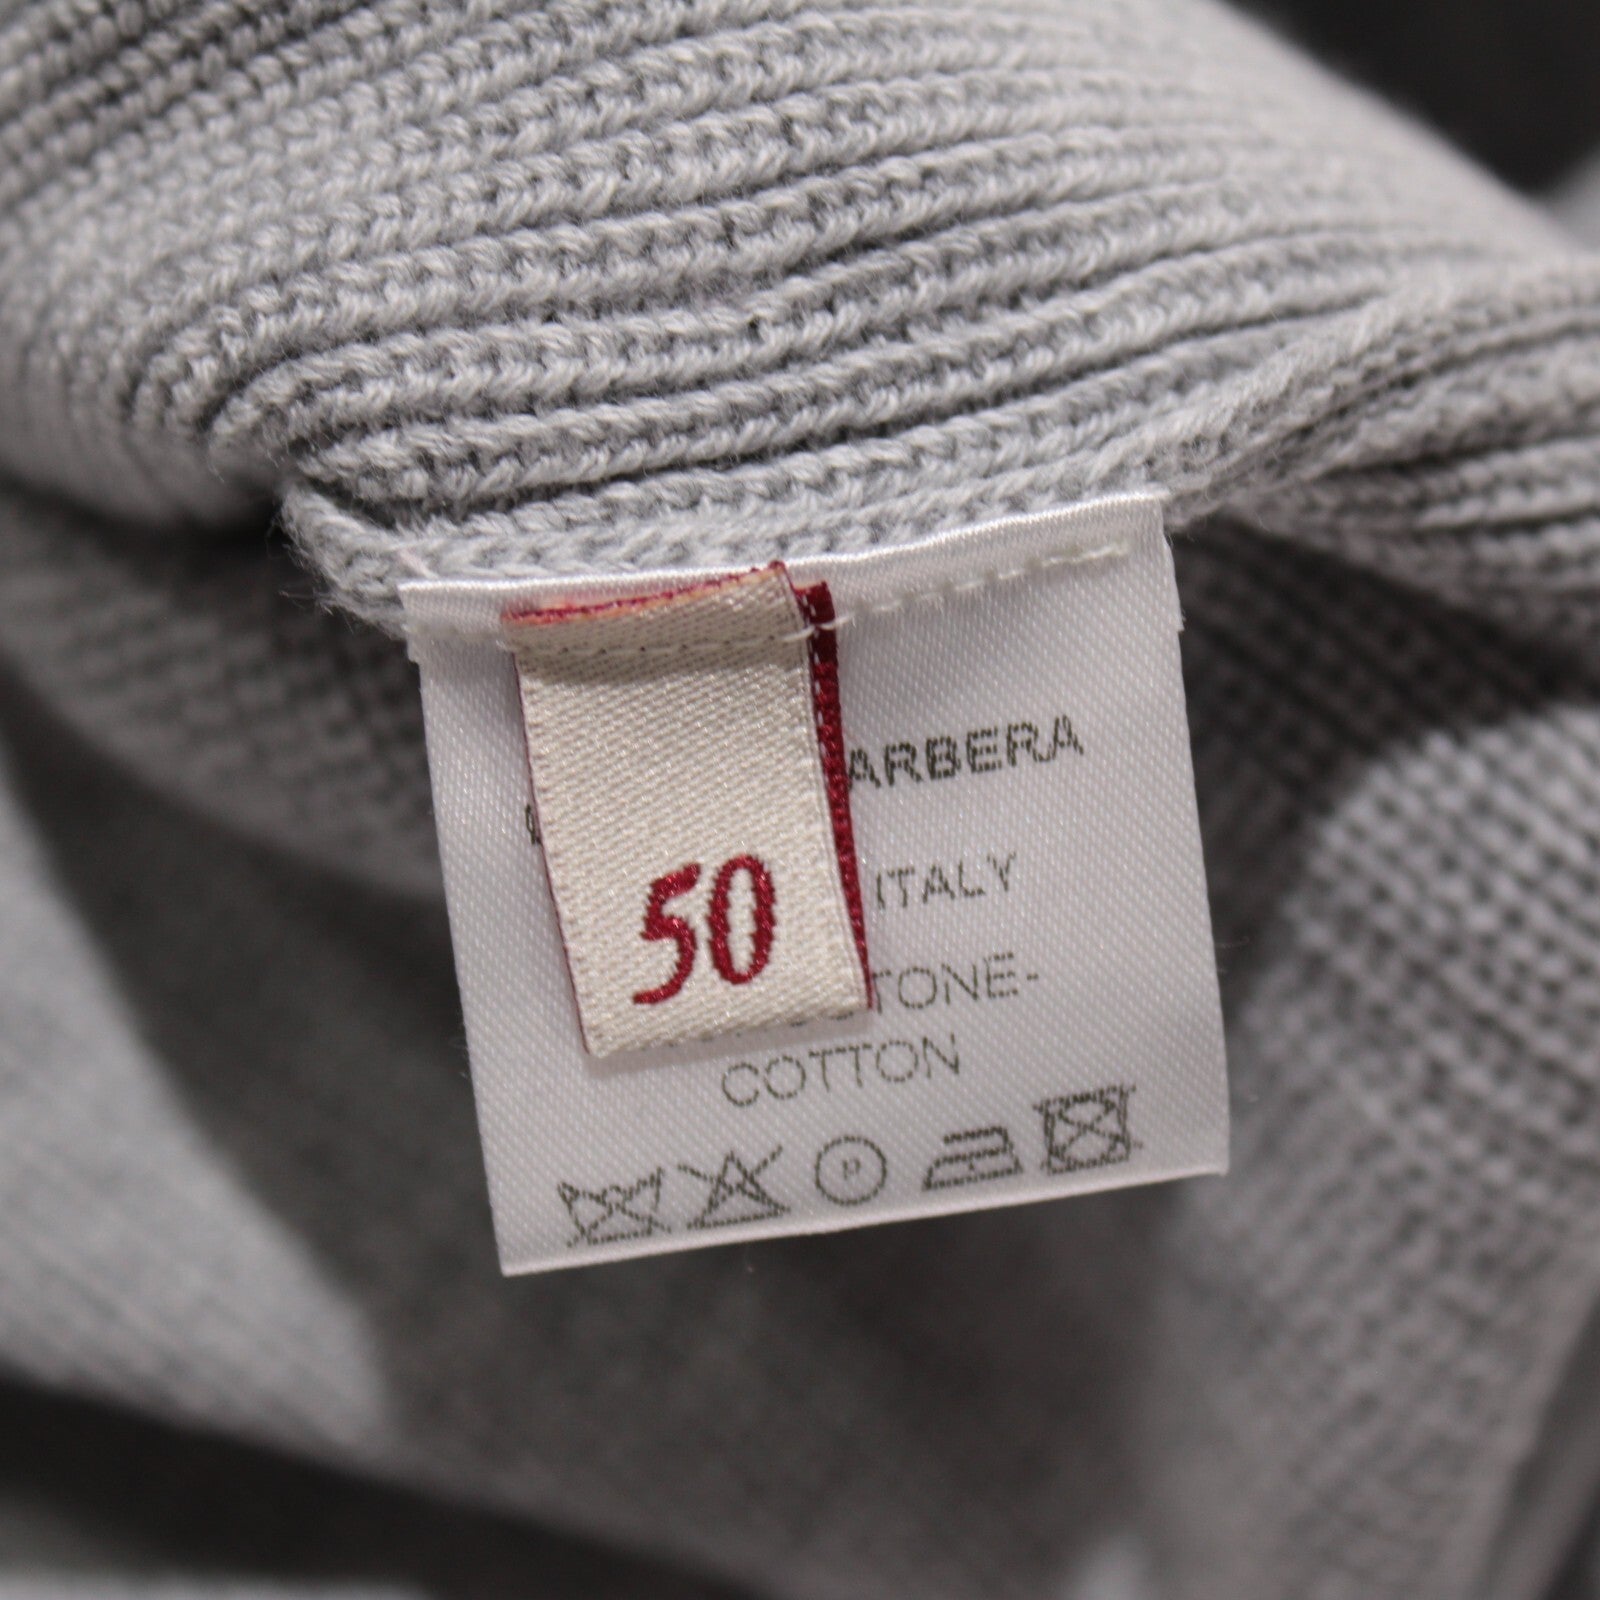 50
ARBERA
ITALY
TONE-
COTTON
P